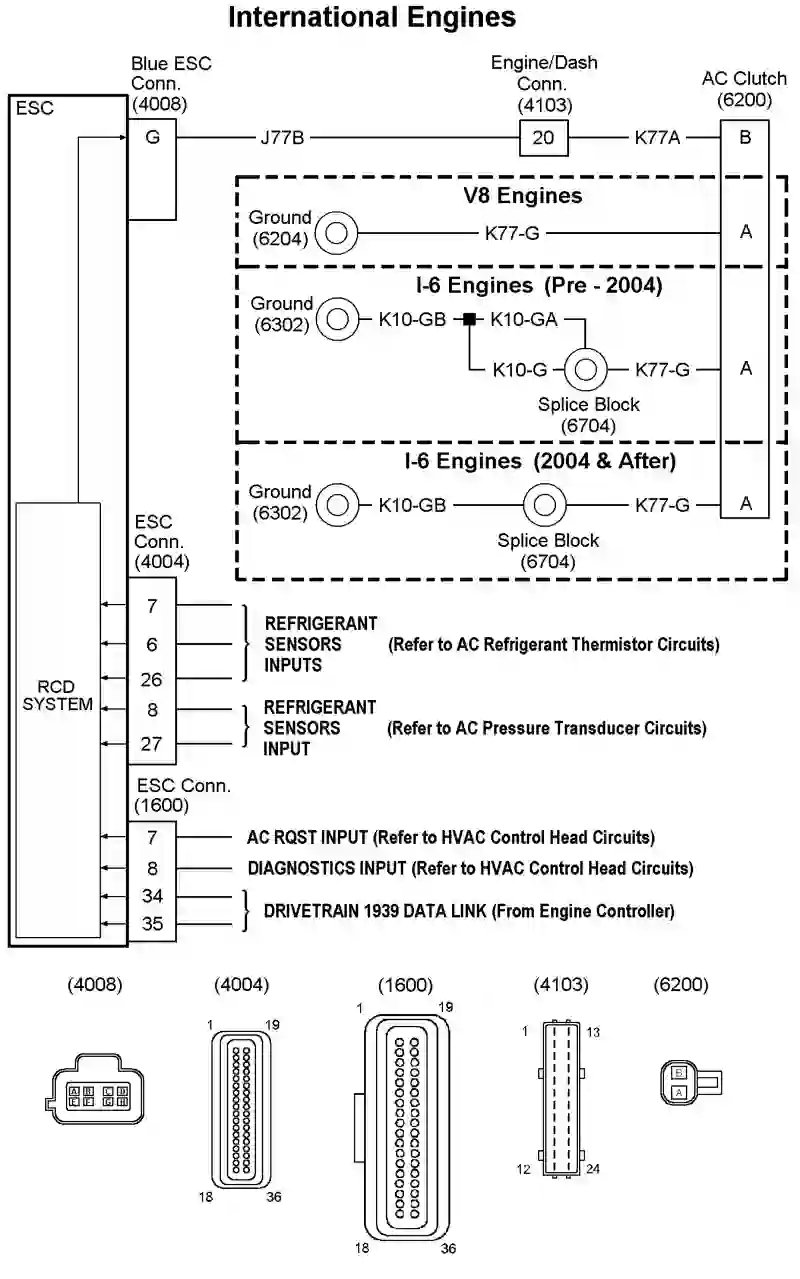 International Engines
Blue ESC
Conn.
(4008)
Engine/Dash
Conn.
(4103)
AC Clutch
(6200)
ESC
G
J77B
20
K77A
B
V8 Engines
Ground
(6204)
K77-G
A
I-6 Engines (Pre - 2004)
Ground
(6302)
K10-GB
K10-GA
K10-G
K77-G
A
Splice Block
(6704)
I-6 Engines (2004 & After)
Ground
(6302)
K10-GB
K77-G
A
Splice Block
(6704)
ESC
Conn.
(4004)
RCD
SYSTEM
7
6
26
REFRIGERANT
SENSORS (Refer to AC Refrigerant Thermistor Circuits)
INPUTS
8
27
REFRIGERANT
SENSORS (Refer to AC Pressure Transducer Circuits)
INPUT
ESC Conn.
(1600)
7 AC RQST INPUT (Refer to HVAC Control Head Circuits)
8 DIAGNOSTICS INPUT (Refer to HVAC Control Head Circuits)
34
35
DRIVETRAIN 1939 DATA LINK (From Engine Controller)
(4008)
A B C D
E F G H
(4004)
1 19
18 36
(1600)
1 19
18 36
(4103)
1 13
12 24
(6200)
B
A